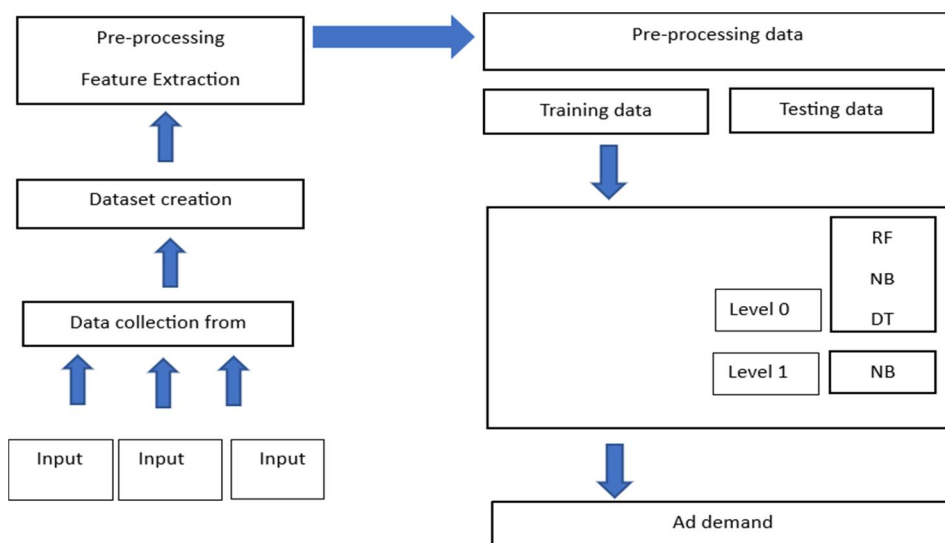 Pre-processing
Feature Extraction
Dataset creation
Data collection from
Input
Input
Input
Pre-processing data
Training data
Testing data
RF
NB
DT
Level 0
Level 1
NB
Ad demand